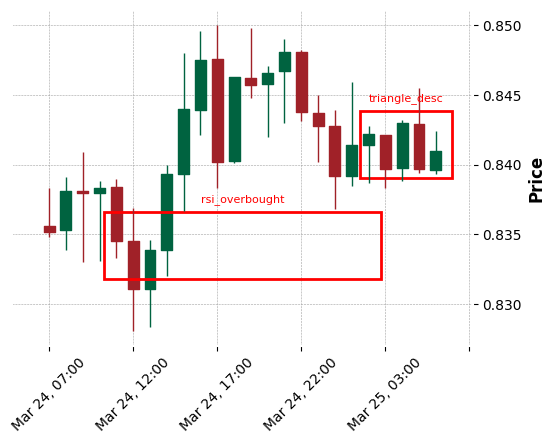 0.850
triangle_desc
0.845
0.840
Price
rsi_overbought
0.835
0.830
Mar 24, 07:00
Mar 24, 12:00
Mar 24, 17:00
Mar 24, 22:00
Mar 25, 03:00